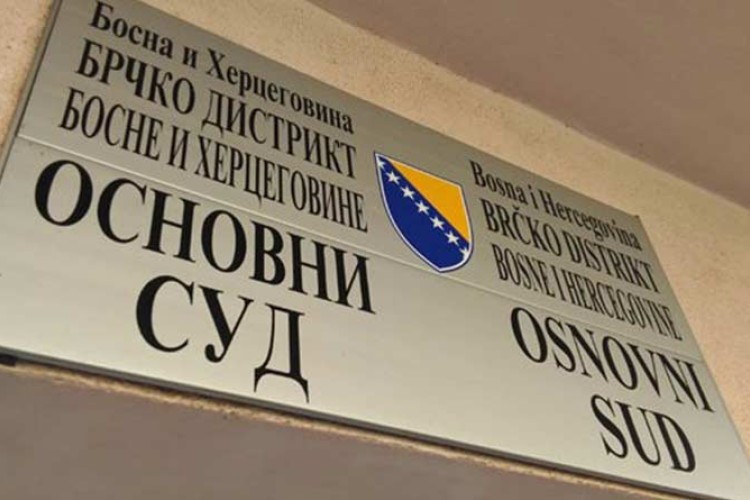 Босна и Херцеговина
БРЧКО ДИСТРИКТ
БОСНЕ И ХЕРЦЕГОВИНЕ
ОСНОВНИ
СУД
Bosna i Hercegovina
BRČKO DISTRIKT
BOSNE I HERCEGOVINE
OSNOVNI
SUD